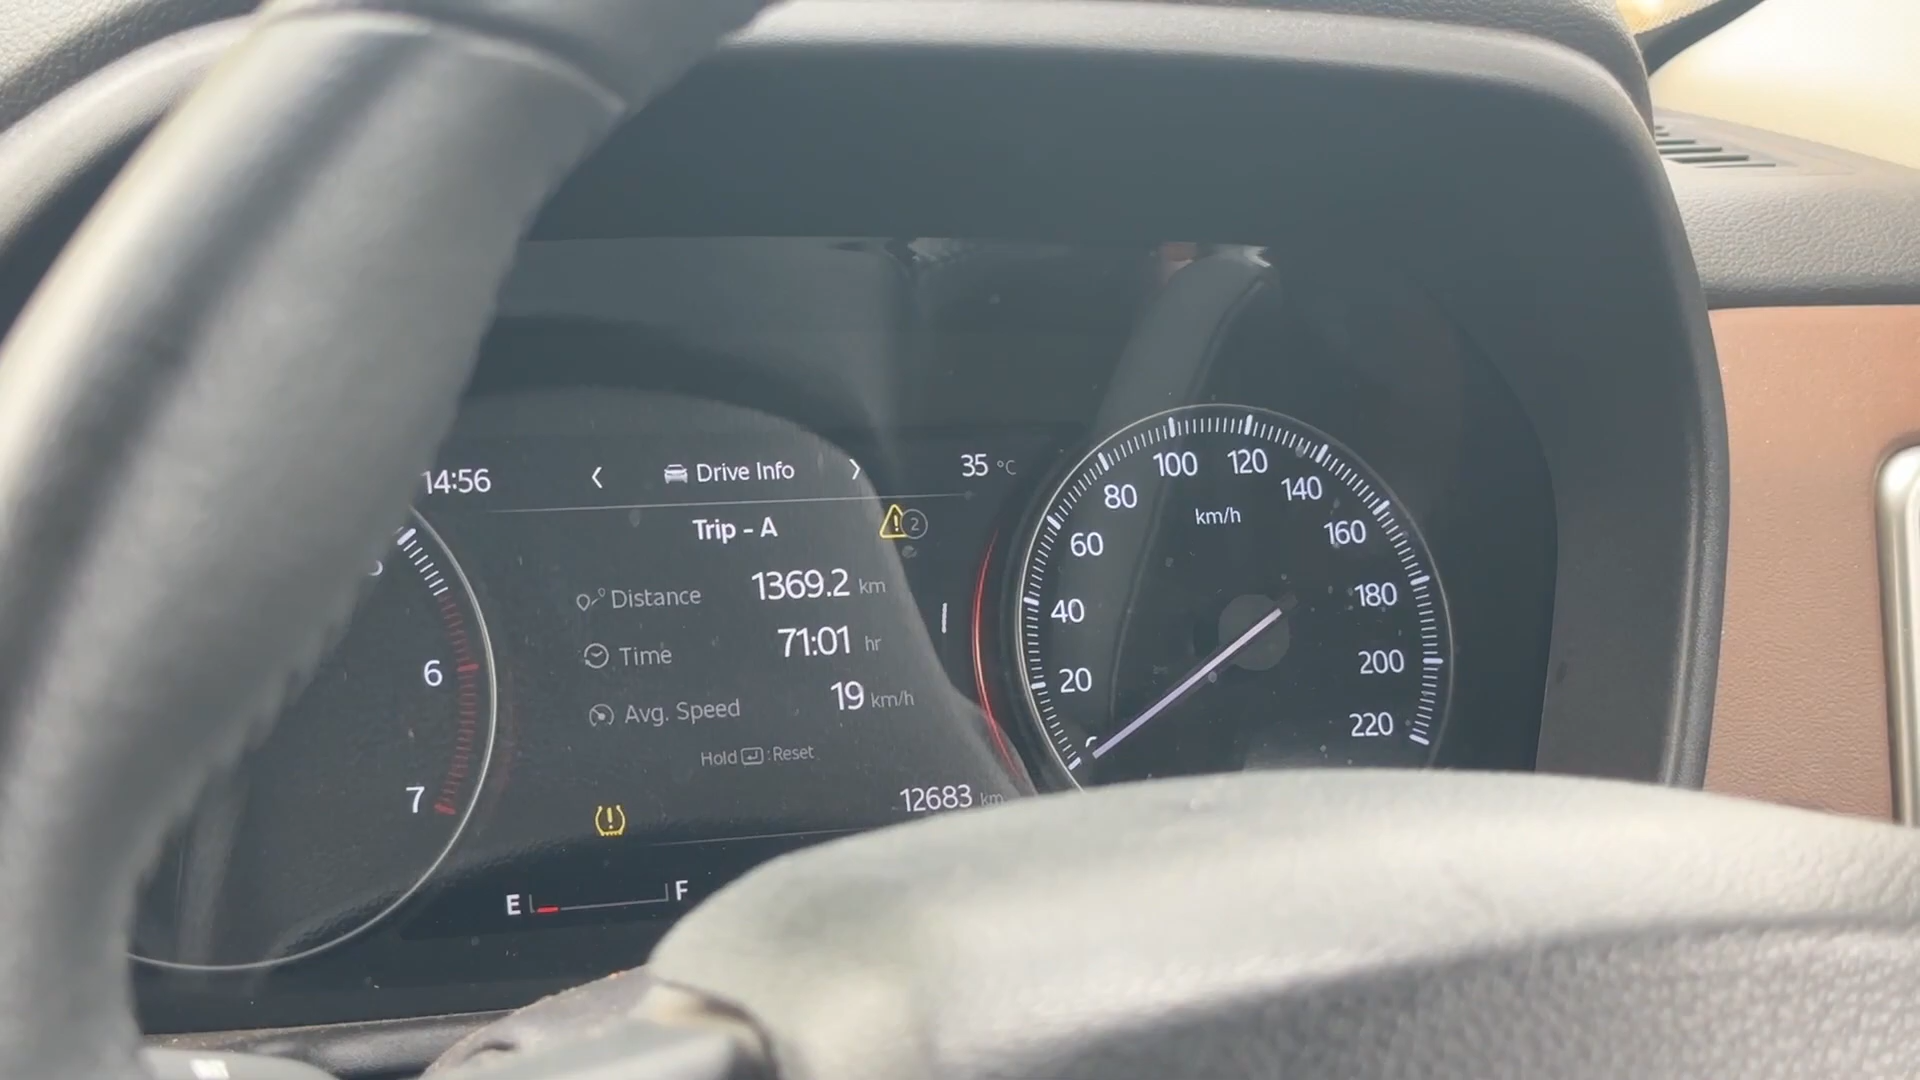 14:56
Drive Info
35 °C
Trip - A
2
Distance 1369.2 km
Time 71:01 hr
Avg. Speed 19 km/h
Hold : Reset
12683 km
E F
6
7
km/h
20
40
60
80
100
120
140
160
180
200
220